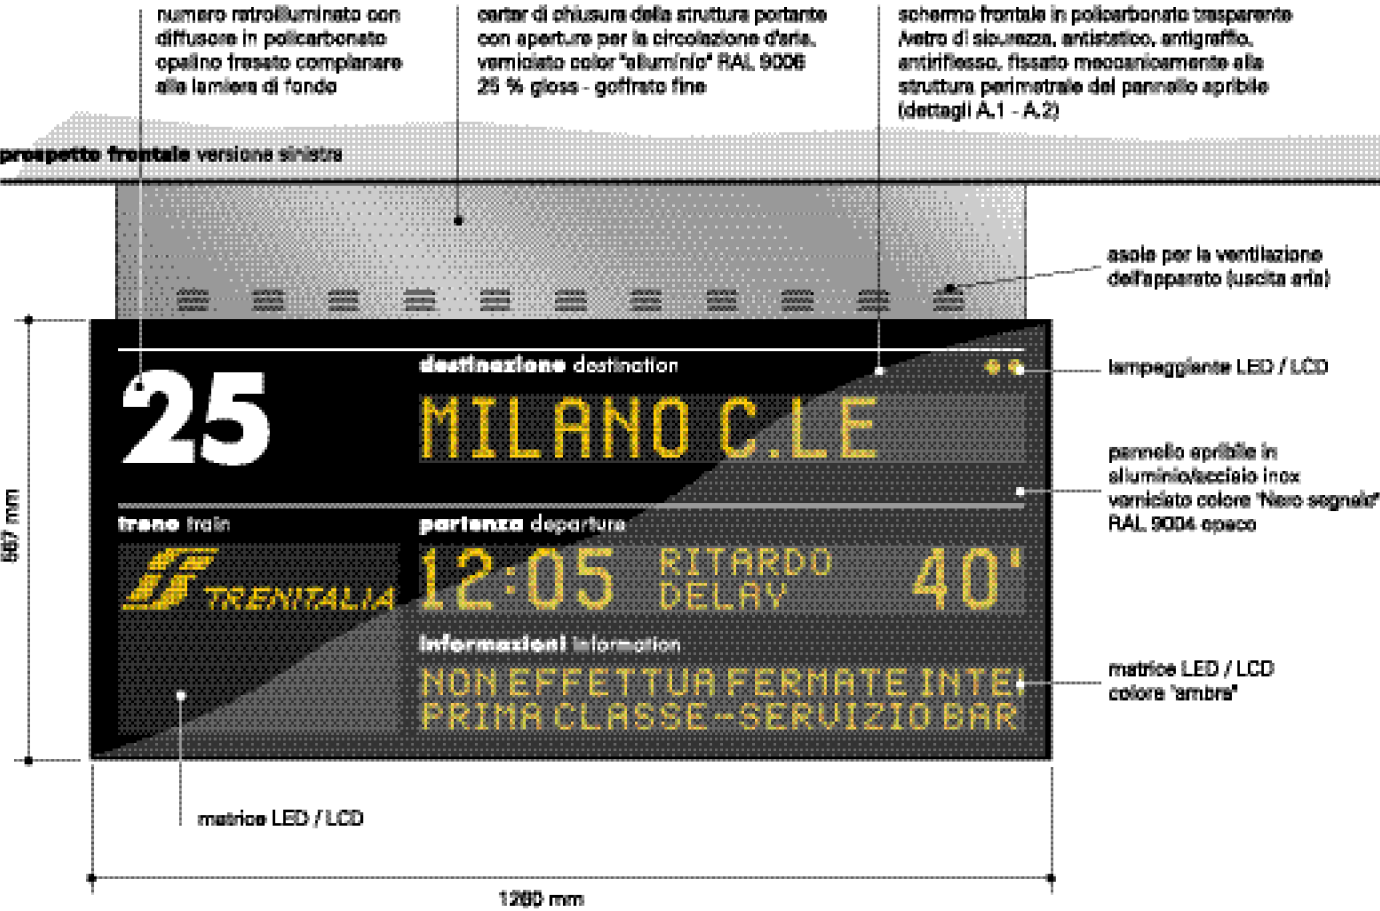 numero retroilluminato con
diffusore in policarbonato
opalino fresato complanare
alla lamiera di fondo
carter di chiusura della struttura portante
con aperture per la circolazione d'aria,
verniciato color "alluminio" RAL 9006
25 % gloss - goffrato fine
schermo frontale in policarbonato trasparente
/vetro di sicurezza, antistatico, antigraffio,
antiriflesso, fissato meccanicamente alla
struttura perimetrale del pannello apribile
(dettagli A.1 - A.2)
prospetto frontale versione sinistra
asole per la ventilazione
dell'apparato (uscita aria)
destinazione destination
25
MILANO C.LE
lampeggiante LED / LCD
pannello apribile in
alluminio/acciaio inox
verniciato colore "Nero segnale"
RAL 9004 opaco
treno train
partenza departure
TRENITALIA
12:05
RITARDO
DELAY
40'
informazioni information
NON EFFETTUA FERMATE INTE
PRIMA CLASSE--SERVIZIO BAR
matrice LED / LCD
colore "ambra"
matrice LED / LCD
567 mm
1260 mm